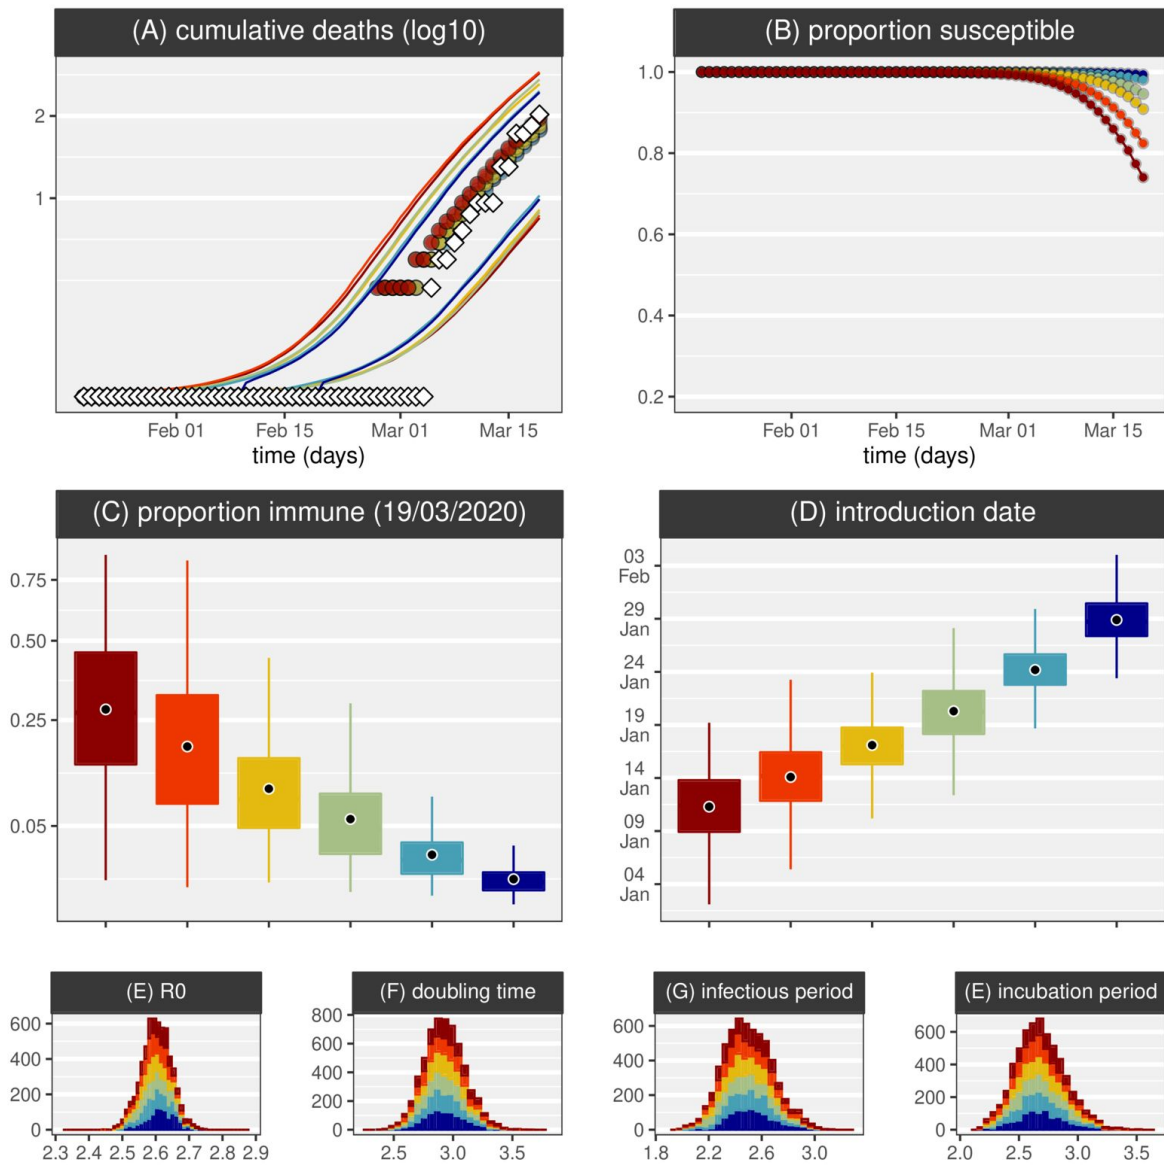 (A) cumulative deaths (log10)
(B) proportion susceptible
2
1
Feb 01
Feb 15
Mar 01
Mar 15
time (days)
1.0
0.8
0.6
0.4
0.2
Feb 01
Feb 15
Mar 01
Mar 15
time (days)
(C) proportion immune (19/03/2020)
(D) introduction date
0.75
0.50
0.25
0.05
03
Feb
29
Jan
24
Jan
19
Jan
14
Jan
09
Jan
04
Jan
(E) R0
(F) doubling time
(G) infectious period
(E) incubation period
600
400
200
0
2.3 2.4 2.5 2.6 2.7 2.8 2.9
800
600
400
200
0
2.5 3.0 3.5
600
400
200
0
1.8 2.2 2.6 3.0
600
400
200
0
2.0 2.5 3.0 3.5